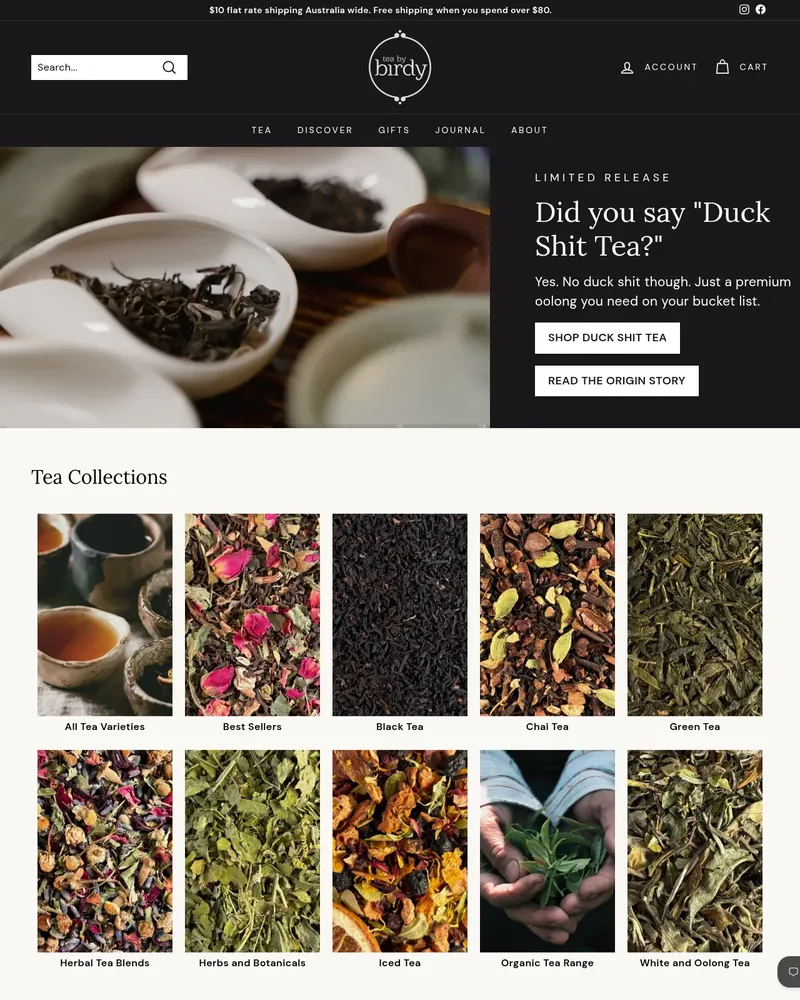 $10 flat rate shipping Australia wide. Free shipping when you spend over $80.
Search...
tea by
birdy
ACCOUNT
CART
TEA
DISCOVER
GIFTS
JOURNAL
ABOUT
LIMITED RELEASE
Did you say "Duck
Shit Tea?"
Yes. No duck shit though. Just a premium
oolong you need on your bucket list.
SHOP DUCK SHIT TEA
READ THE ORIGIN STORY
Tea Collections
All Tea Varieties
Best Sellers
Black Tea
Chai Tea
Green Tea
Herbal Tea Blends
Herbs and Botanicals
Iced Tea
Organic Tea Range
White and Oolong Tea